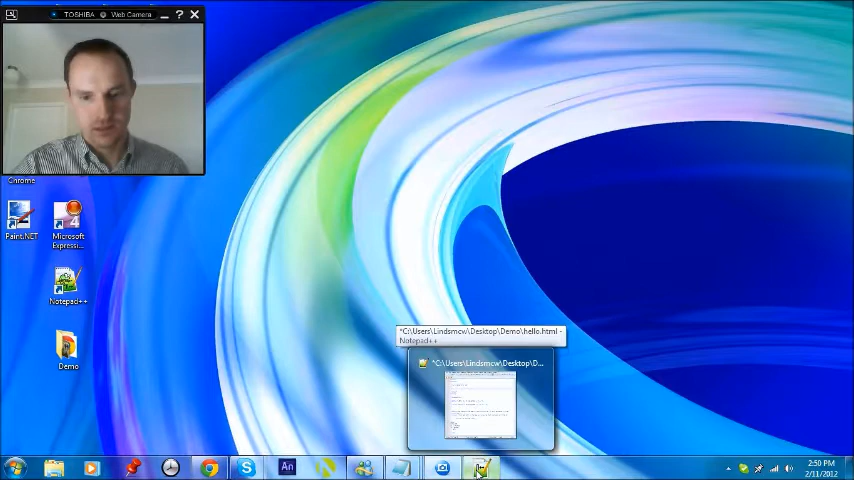 TOSHIBA Web Camera
Chrome
Paint.NET
Microsoft
Expressi...
Notepad++
Demo
*C:\Users\Lindsmcw\Desktop\Demo\hello.html -
Notepad++
*C:\Users\Lindsmcw\Desktop\D...
An
2:50 PM
2/11/2012